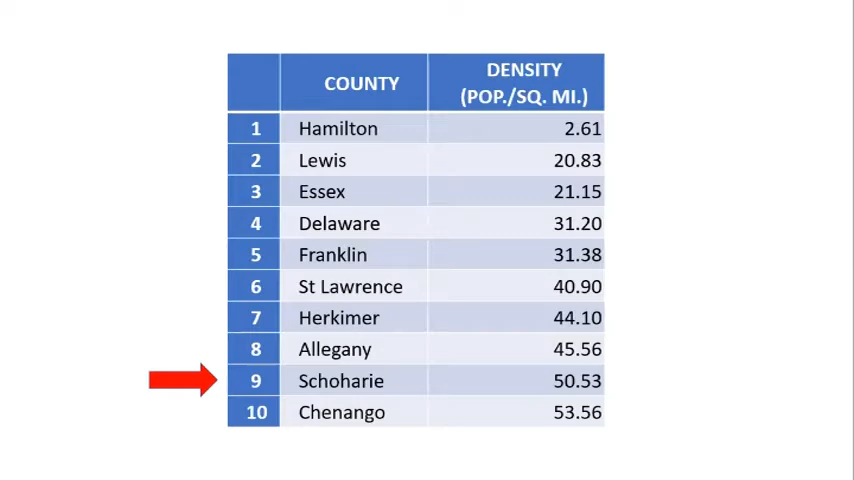 COUNTY DENSITY
(POP./SQ. MI.)
1 Hamilton 2.61
2 Lewis 20.83
3 Essex 21.15
4 Delaware 31.20
5 Franklin 31.38
6 St Lawrence 40.90
7 Herkimer 44.10
8 Allegany 45.56
9 Schoharie 50.53
10 Chenango 53.56